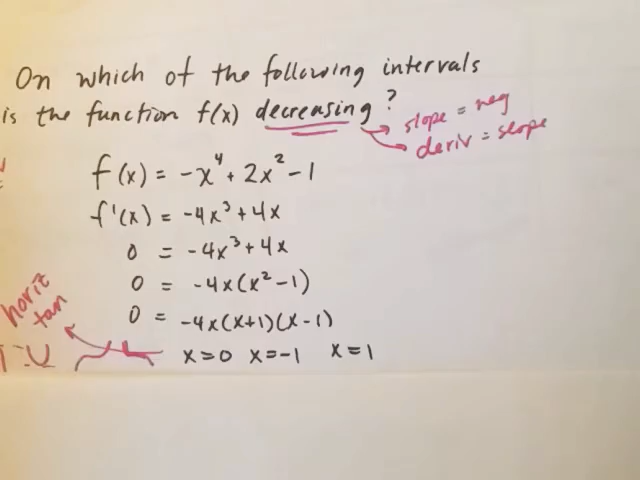 On which of the following intervals
is the function f(x) decreasing?
slope = neg
deriv = slope
f(x) = -x⁴ + 2x² - 1
f'(x) = -4x³ + 4x
0 = -4x³ + 4x
0 = -4x(x² - 1)
0 = -4x(x+1)(x-1)
horiz
tan
x=0 x=-1 x=1